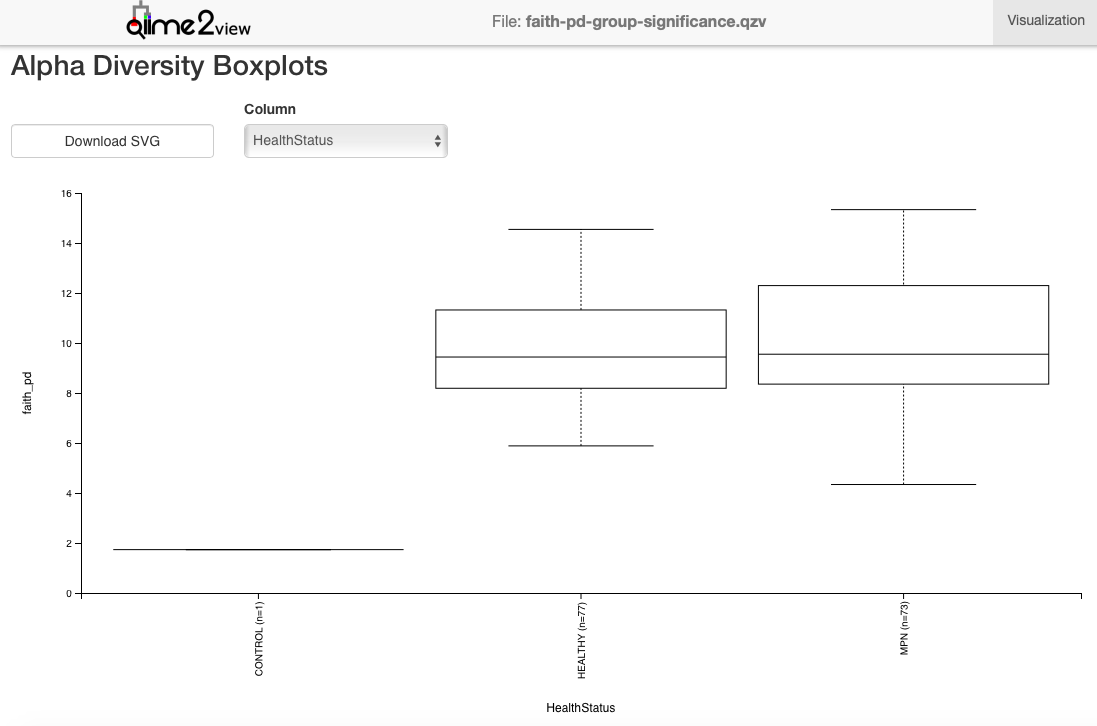 qiime2view File: faith-pd-group-significance.qzv Visualization
Alpha Diversity Boxplots
Column
Download SVG HealthStatus
16
14
12
10
8
6
4
2
0
faith_pd
CONTROL (n=1) HEALTHY (n=77) MPN (n=73)
HealthStatus